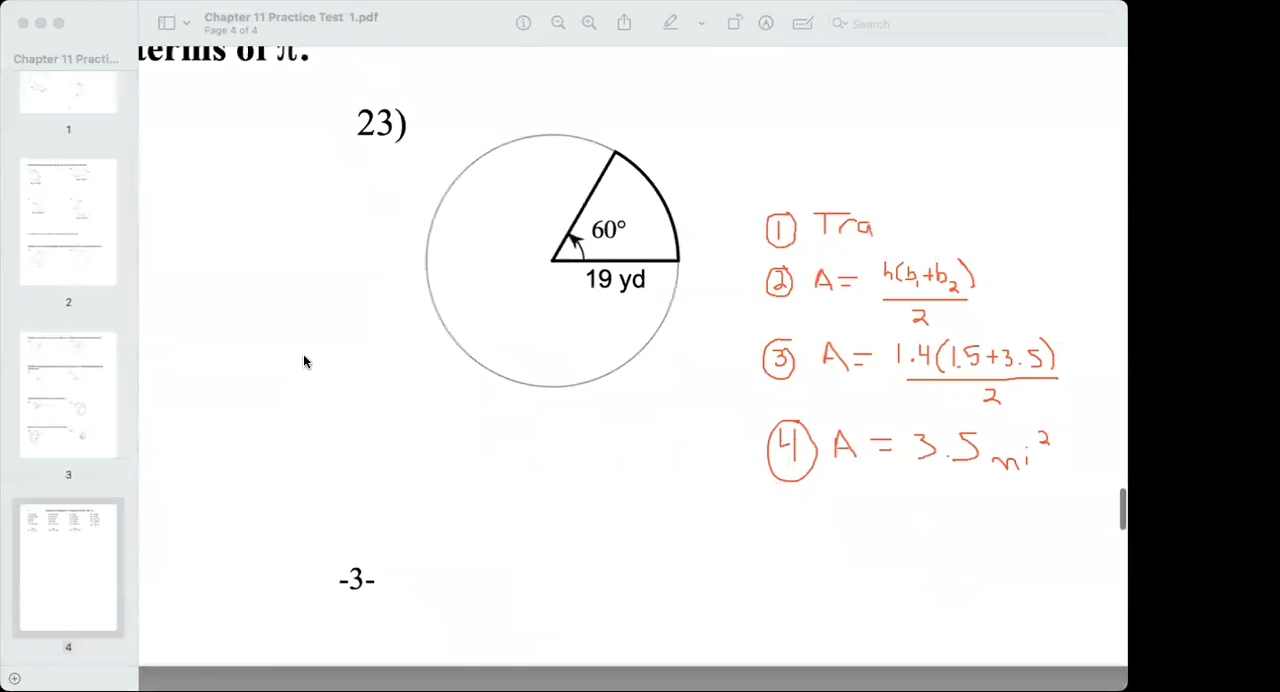 Chapter 11 Practice Test 1.pdf
Page 4 of 4
Search
Chapter 11 Practi...
terms of π.
1
2
3
4
23)
60°
19 yd
① Tra
② A = h(b₁+b₂)/2
③ A = 1.4(1.5+3.5)/2
④ A = 3.5 mi²
-3-